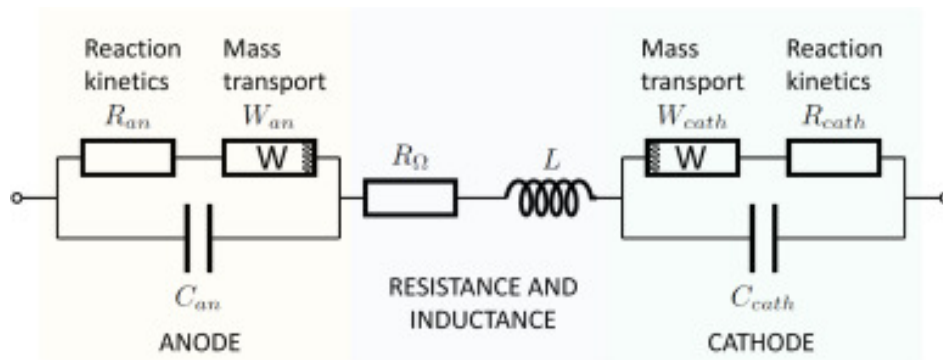 Reaction kinetics
R_an
Mass transport
W_an
W
R_Ω
L
Mass transport
W_cath
W
Reaction kinetics
R_cath
C_an
ANODE
RESISTANCE AND
INDUCTANCE
C_cath
CATHODE